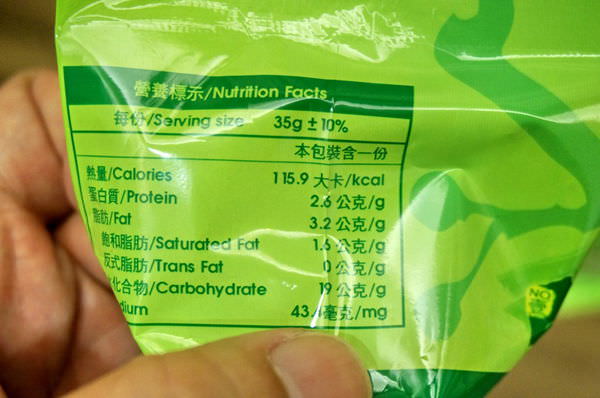 營養標示/Nutrition Facts
每份/Serving size 35g ± 10%
本包裝含一份
熱量/Calories 115.9 大卡/kcal
蛋白質/Protein 2.6 公克/g
脂肪/Fat 3.2 公克/g
飽和脂肪/Saturated Fat 1.6 公克/g
反式脂肪/Trans Fat 0 公克/g
化合物/Carbohydrate 19 公克/g
dium 43. 毫克/mg
NO